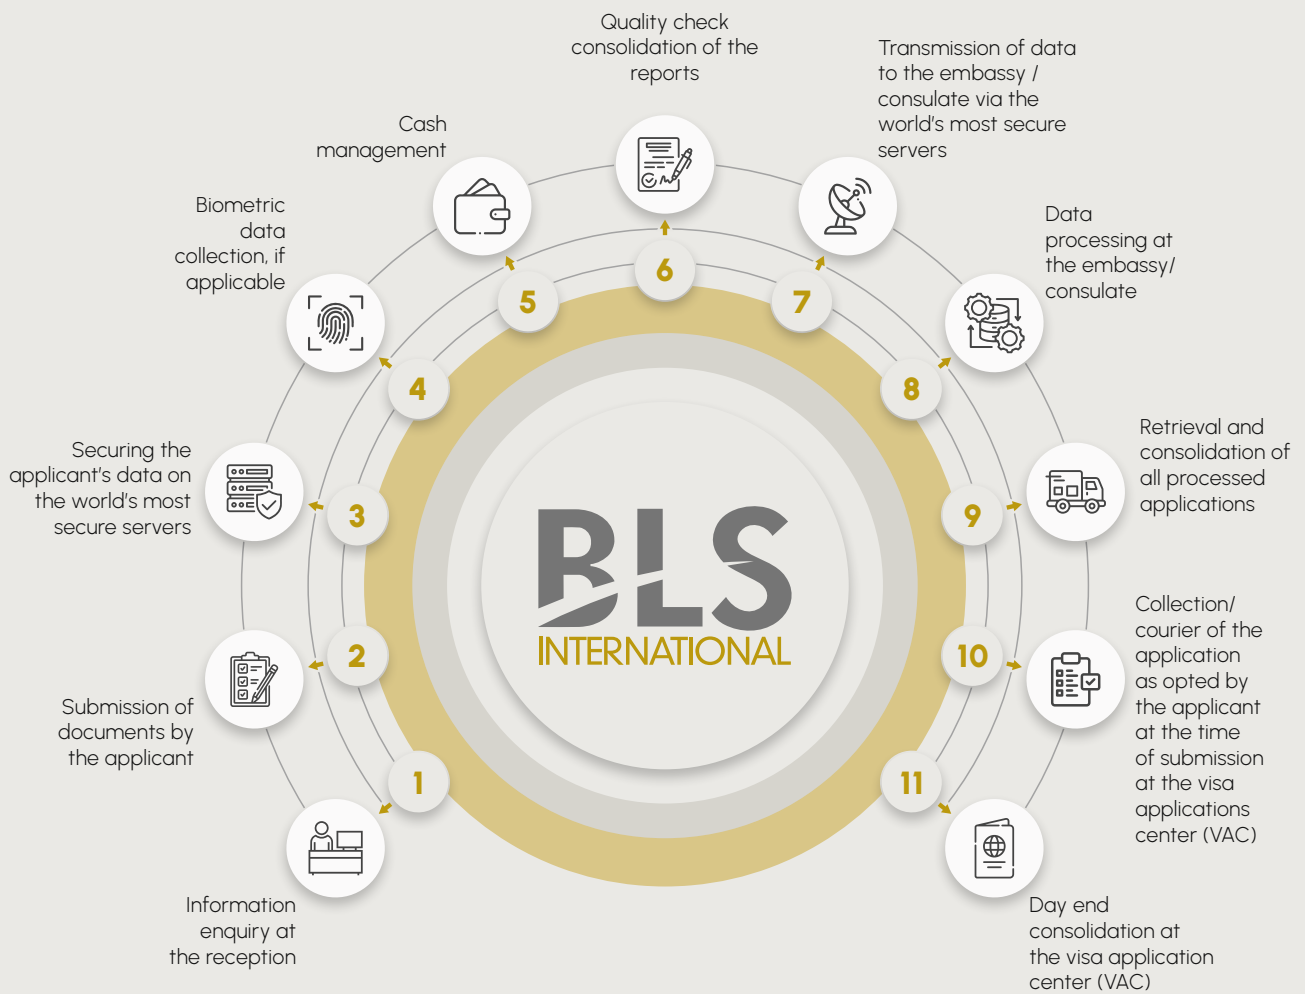 Quality check
consolidation of the
reports
Transmission of data
to the embassy /
consulate via the
world's most secure
servers
Cash
management
Biometric
data
collection, if
applicable
Data
processing at
the embassy/
consulate
Securing the
applicant's data on
the world's most
secure servers
Retrieval and
consolidation of
all processed
applications
Submission of
documents by
the applicant
Collection/
courier of the
application
as opted by
the applicant
at the time
of submission
at the visa
applications
center (VAC)
Information
enquiry at
the reception
Day end
consolidation at
the visa application
center (VAC)
1
2
3
4
5
6
7
8
9
10
11
BLS
INTERNATIONAL